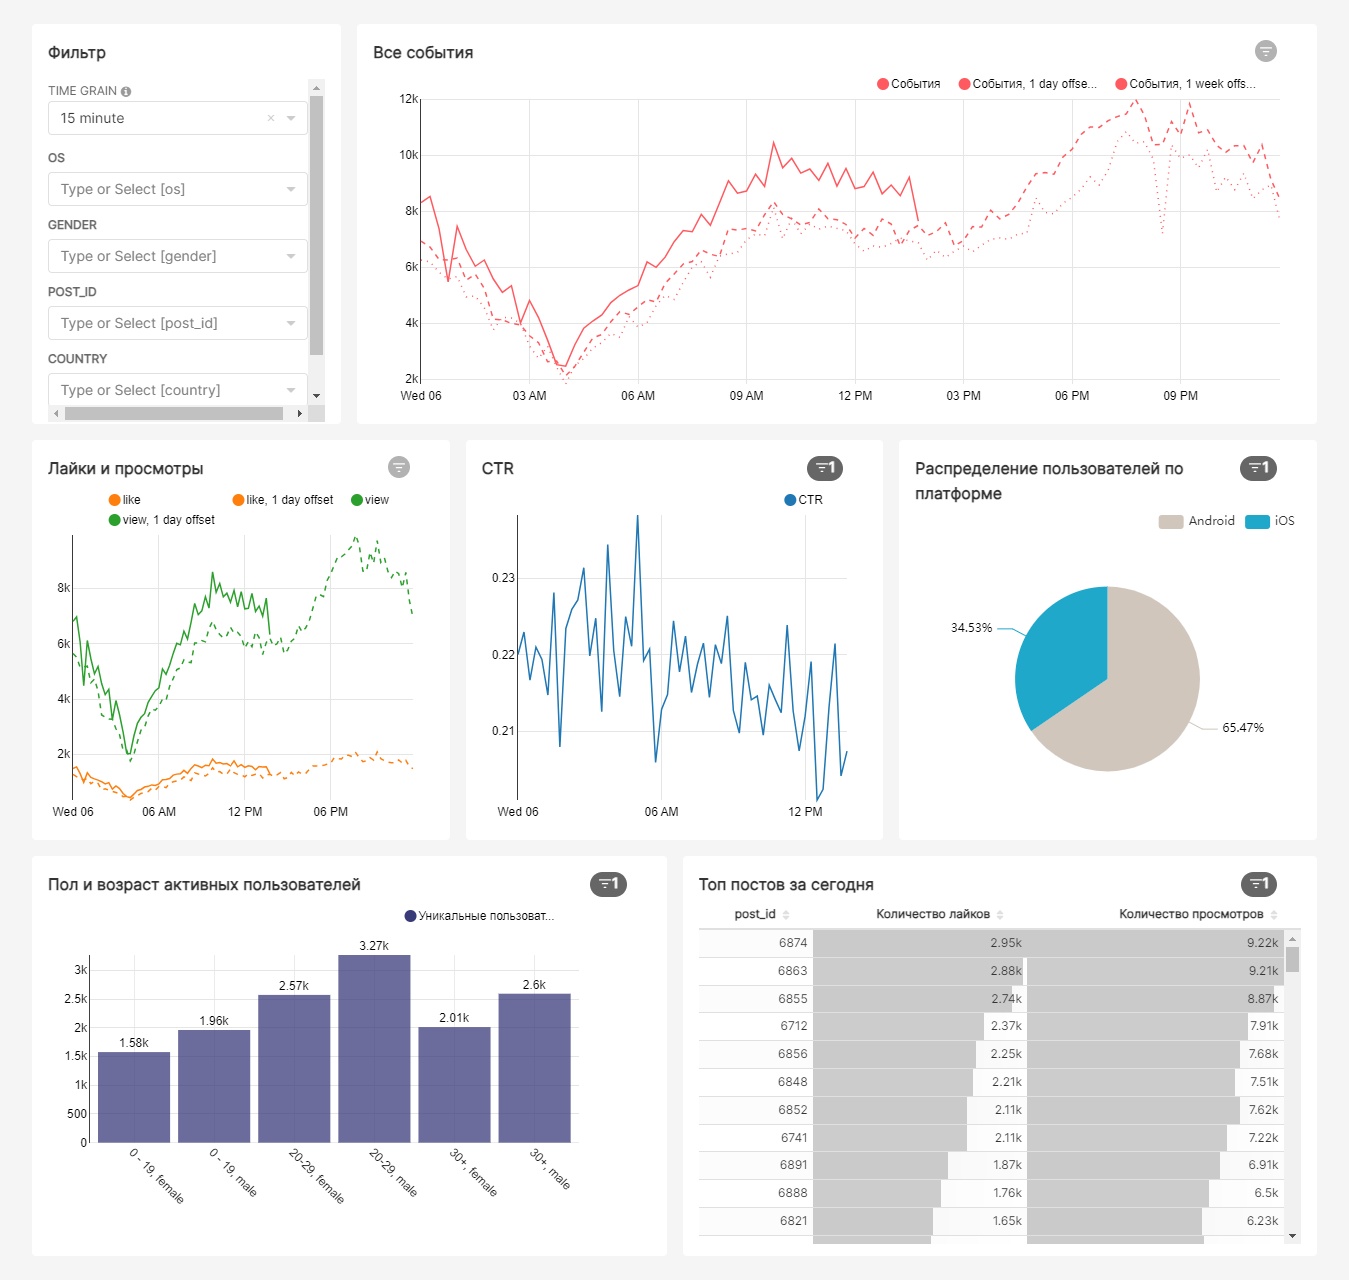 Фильтр
TIME GRAIN
15 minute
OS
Type or Select [os]
GENDER
Type or Select [gender]
POST_ID
Type or Select [post_id]
COUNTRY
Type or Select [country]
Все события
События
События, 1 day offse...
События, 1 week offs...
12k
10k
8k
6k
4k
2k
Wed 06
03 AM
06 AM
09 AM
12 PM
03 PM
06 PM
09 PM
Лайки и просмотры
like
like, 1 day offset
view
view, 1 day offset
8k
6k
4k
2k
Wed 06
06 AM
12 PM
06 PM
CTR
1
CTR
0.23
0.22
0.21
Wed 06
06 AM
12 PM
Распределение пользователей по
платформе
1
Android
iOS
34.53%
65.47%
Пол и возраст активных пользователей
1
Уникальные пользоват...
3k
2.5k
2k
1.5k
1k
500
0
1.58k
1.96k
2.57k
3.27k
2.01k
2.6k
0 - 19, female
0 - 19, male
20-29, female
20-29, male
30+, female
30+, male
Топ постов за сегодня
1
post_id Количество лайков Количество просмотров
6874 2.95k 9.22k
6863 2.88k 9.21k
6855 2.74k 8.87k
6712 2.37k 7.91k
6856 2.25k 7.68k
6848 2.21k 7.51k
6852 2.11k 7.62k
6741 2.11k 7.22k
6891 1.87k 6.91k
6888 1.76k 6.5k
6821 1.65k 6.23k